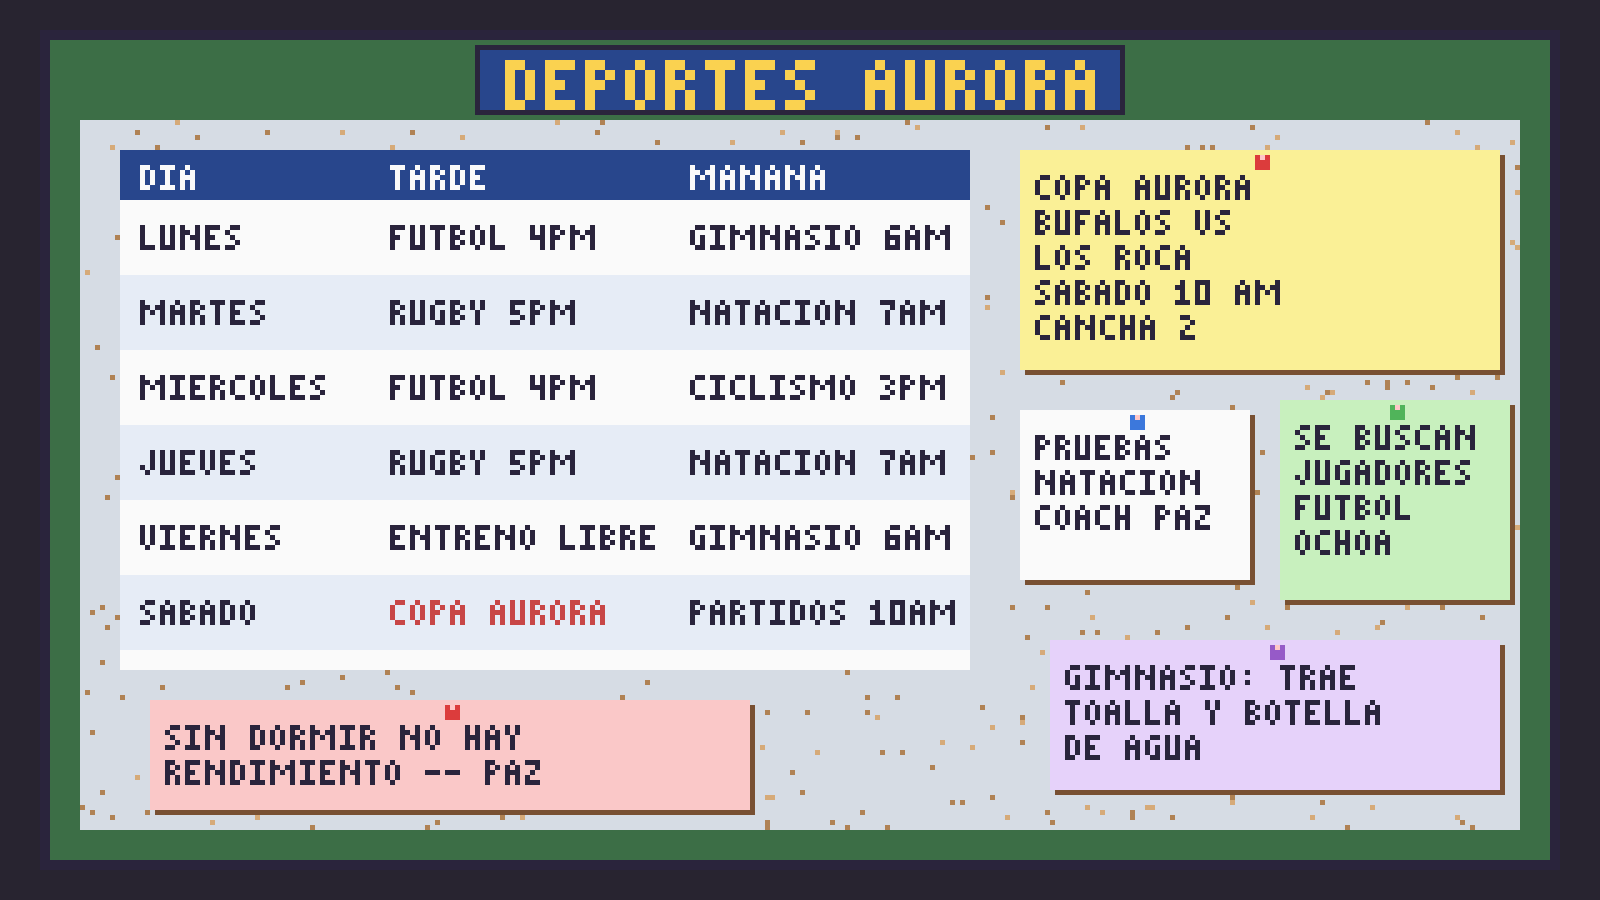 DEPORTES AURORA
DIA TARDE MANANA
LUNES FUTBOL 4PM GIMNASIO 6AM
MARTES RUGBY 5PM NATACION 7AM
MIERCOLES FUTBOL 4PM CICLISMO 3PM
JUEVES RUGBY 5PM NATACION 7AM
VIERNES ENTRENO LIBRE GIMNASIO 6AM
SABADO COPA AURORA PARTIDOS 10AM
COPA AURORA
BUFALOS VS
LOS ROCA
SABADO 10 AM
CANCHA 2
PRUEBAS
NATACION
COACH PAZ
SE BUSCAN
JUGADORES
FUTBOL
OCHOA
SIN DORMIR NO HAY
RENDIMIENTO -- PAZ
GIMNASIO: TRAE
TOALLA Y BOTELLA
DE AGUA